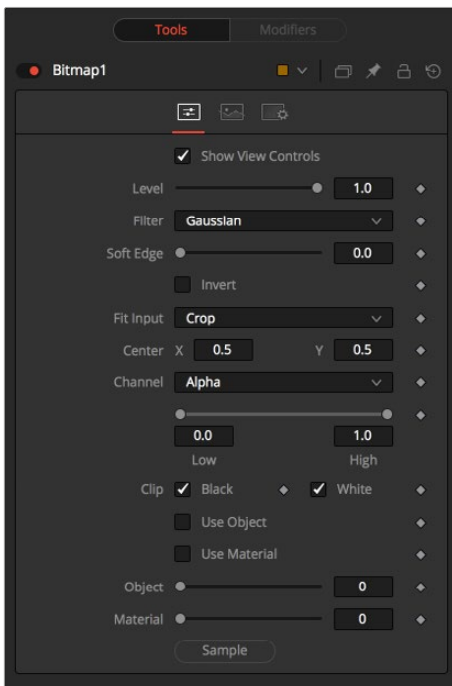 Tools Modifiers
Bitmap1
Show View Controls
Level 1.0
Filter Gaussian
Soft Edge 0.0
Invert
Fit Input Crop
Center X 0.5 Y 0.5
Channel Alpha
0.0 1.0
Low High
Clip Black White
Use Object
Use Material
Object 0
Material 0
Sample